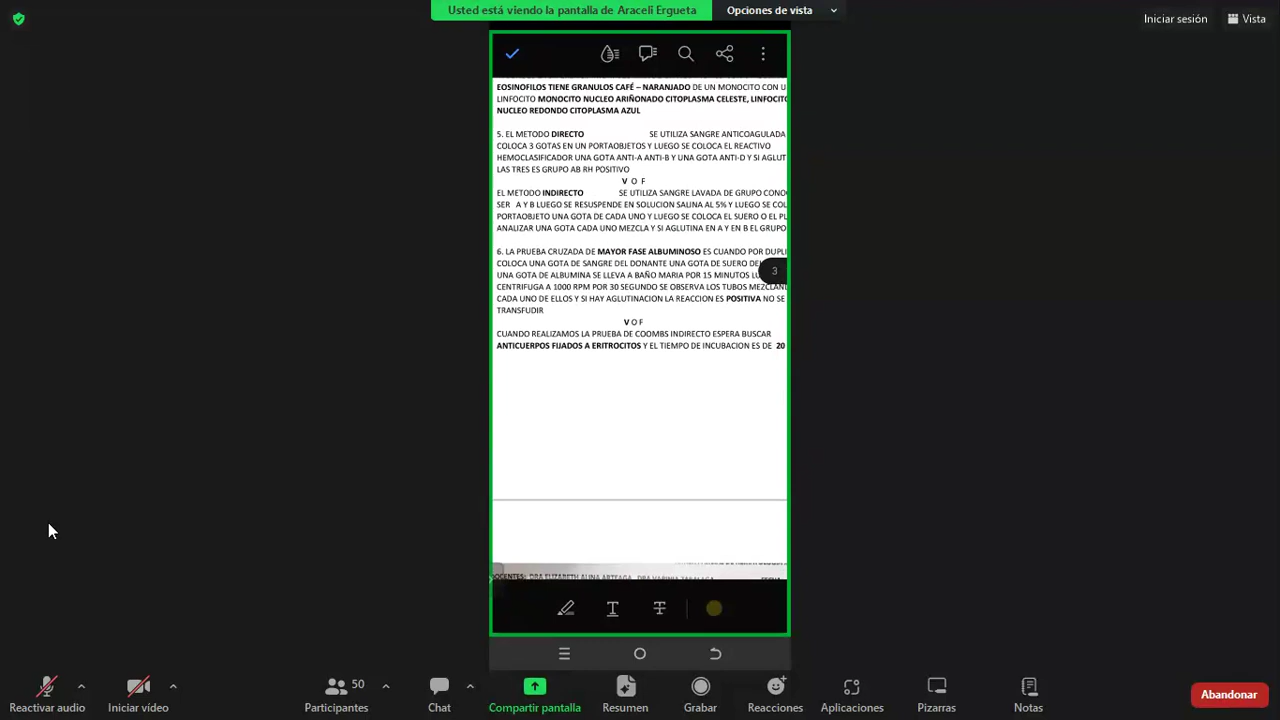 Usted está viendo la pantalla de Araceli Ergueta
Opciones de vista
Iniciar sesión
Vista
EOSINOFILOS TIENE GRANULOS CAFÉ – NARANJADO DE UN MONOCITO CON U
LINFOCITO MONOCITO NUCLEO ARIÑONADO CITOPLASMA CELESTE, LINFOCITO
NUCLEO REDONDO CITOPLASMA AZUL
5. EL METODO DIRECTO SE UTILIZA SANGRE ANTICOAGULADA
COLOCA 3 GOTAS EN UN PORTAOBJETOS Y LUEGO SE COLOCA EL REACTIVO
HEMOCLASIFICADOR UNA GOTA ANTI-A ANTI-B Y UNA GOTA ANTI-D Y SI AGLUT
LAS TRES ES GRUPO AB RH POSITIVO
V O F
EL METODO INDIRECTO SE UTILIZA SANGRE LAVADA DE GRUPO CONO
SER A Y B LUEGO SE RESUSPENDE EN SOLUCION SALINA AL 5% Y LUEGO SE COL
PORTAOBJETO UNA GOTA DE CADA UNO Y LUEGO SE COLOCA EL SUERO O EL PL
ANALIZAR UNA GOTA CADA UNO MEZCLA Y SI AGLUTINA EN A Y EN B EL GRUPO
6. LA PRUEBA CRUZADA DE MAYOR FASE ALBUMINOSO ES CUANDO POR DUPLI
COLOCA UNA GOTA DE SANGRE DEL DONANTE UNA GOTA DE SUERO DE
UNA GOTA DE ALBUMINA SE LLEVA A BAÑO MARIA POR 15 MINUTOS
3
CENTRIFUGA A 1000 RPM POR 30 SEGUNDO SE OBSERVA LOS TUBOS MEZCLAN
CADA UNO DE ELLOS Y SI HAY AGLUTINACION LA REACCION ES POSITIVA NO SE
TRANSFUDIR
V O F
CUANDO REALIZAMOS LA PRUEBA DE COOMBS INDIRECTO ESPERA BUSCAR
ANTICUERPOS FIJADOS A ERITROCITOS Y EL TIEMPO DE INCUBACION ES DE 20
DOCENTES: DRA ELIZABETH ALINA ARTEAGA
Reactivar audio
Iniciar vídeo
50
Participantes
Chat
Compartir pantalla
Resumen
Grabar
Reacciones
Aplicaciones
Pizarras
Notas
Abandonar